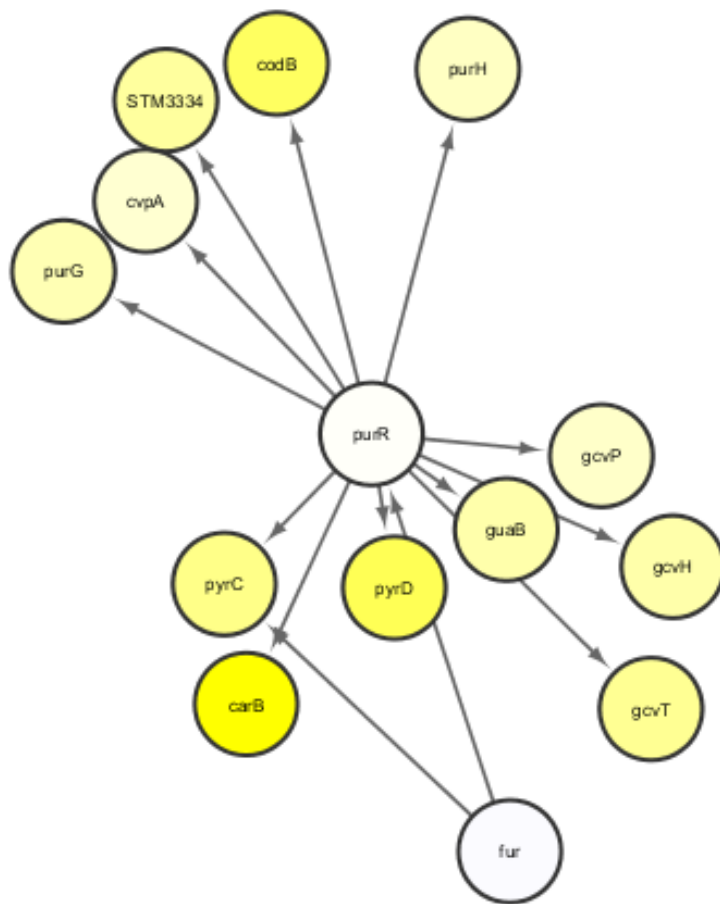 codB
purH
STM3334
cvpA
purG
purR
gcvP
guaB
gcvH
pyrC
pyrD
carB
gcvT
fur